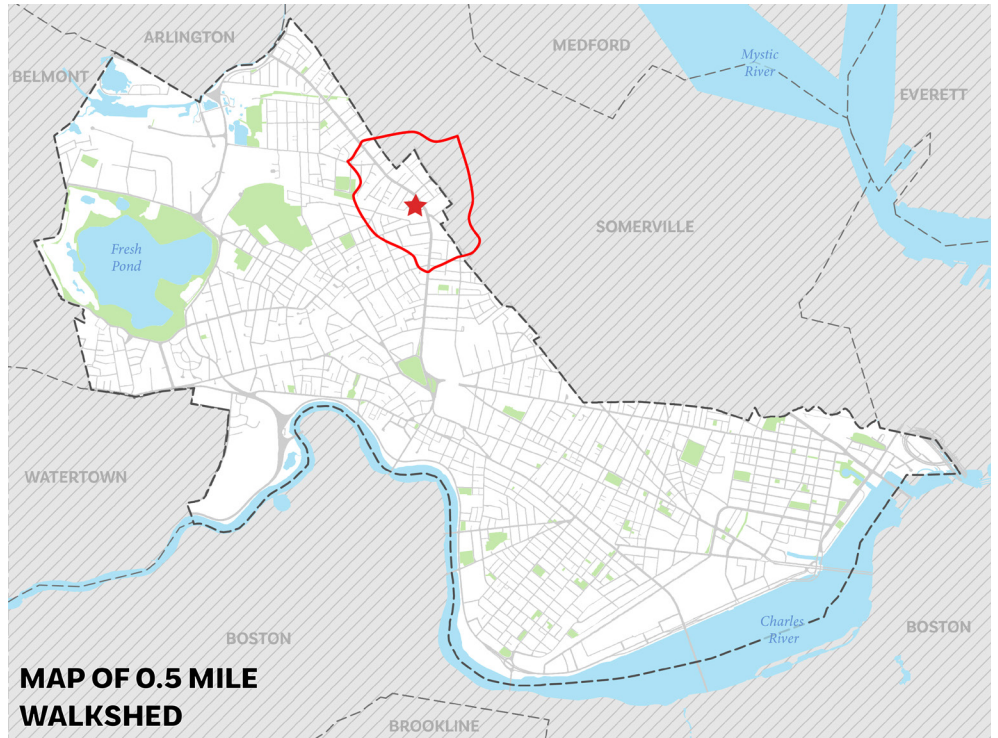 ARLINGTON
MEDFORD
Mystic
River
BELMONT
EVERETT
SOMERVILLE
Fresh
Pond
WATERTOWN
Charles
River
BOSTON
BOSTON
MAP OF 0.5 MILE
WALKSHED
BROOKLINE